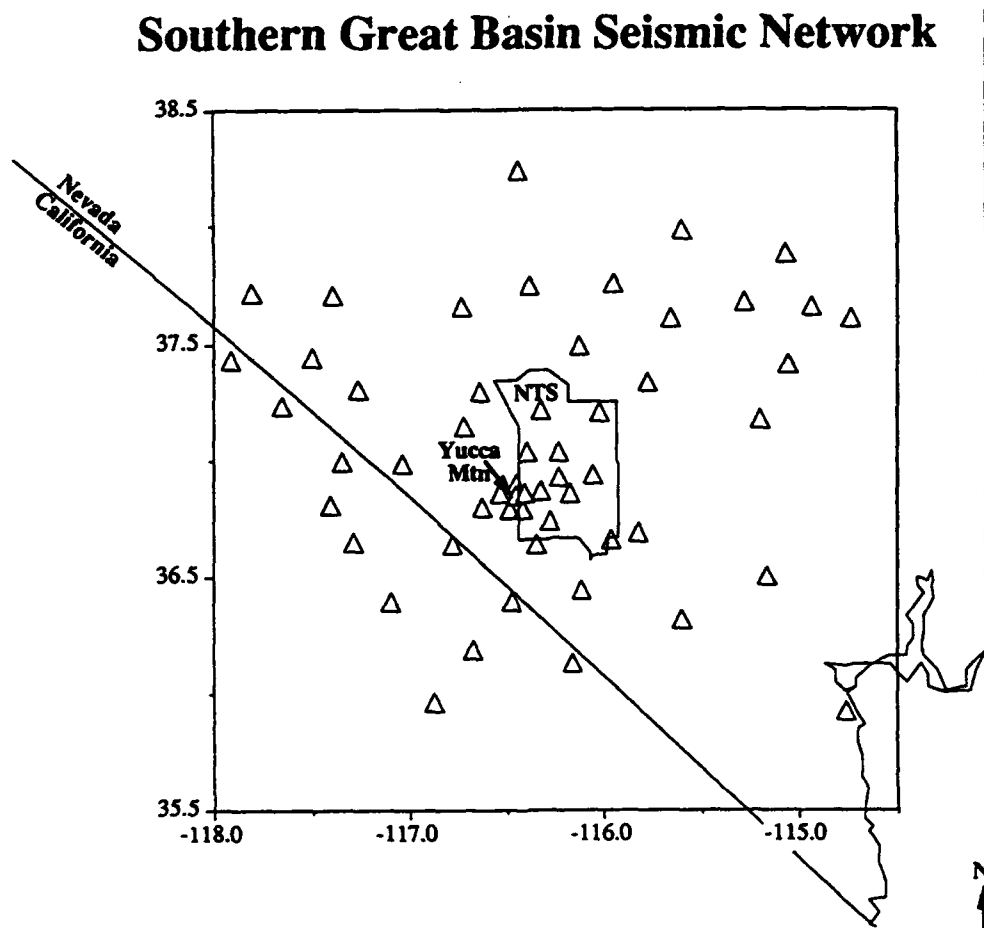 Southern Great Basin Seismic Network
38.5
Nevada
California
37.5
NTS
Yucca
Mtn
36.5
35.5
-118.0
-117.0
-116.0
-115.0
N